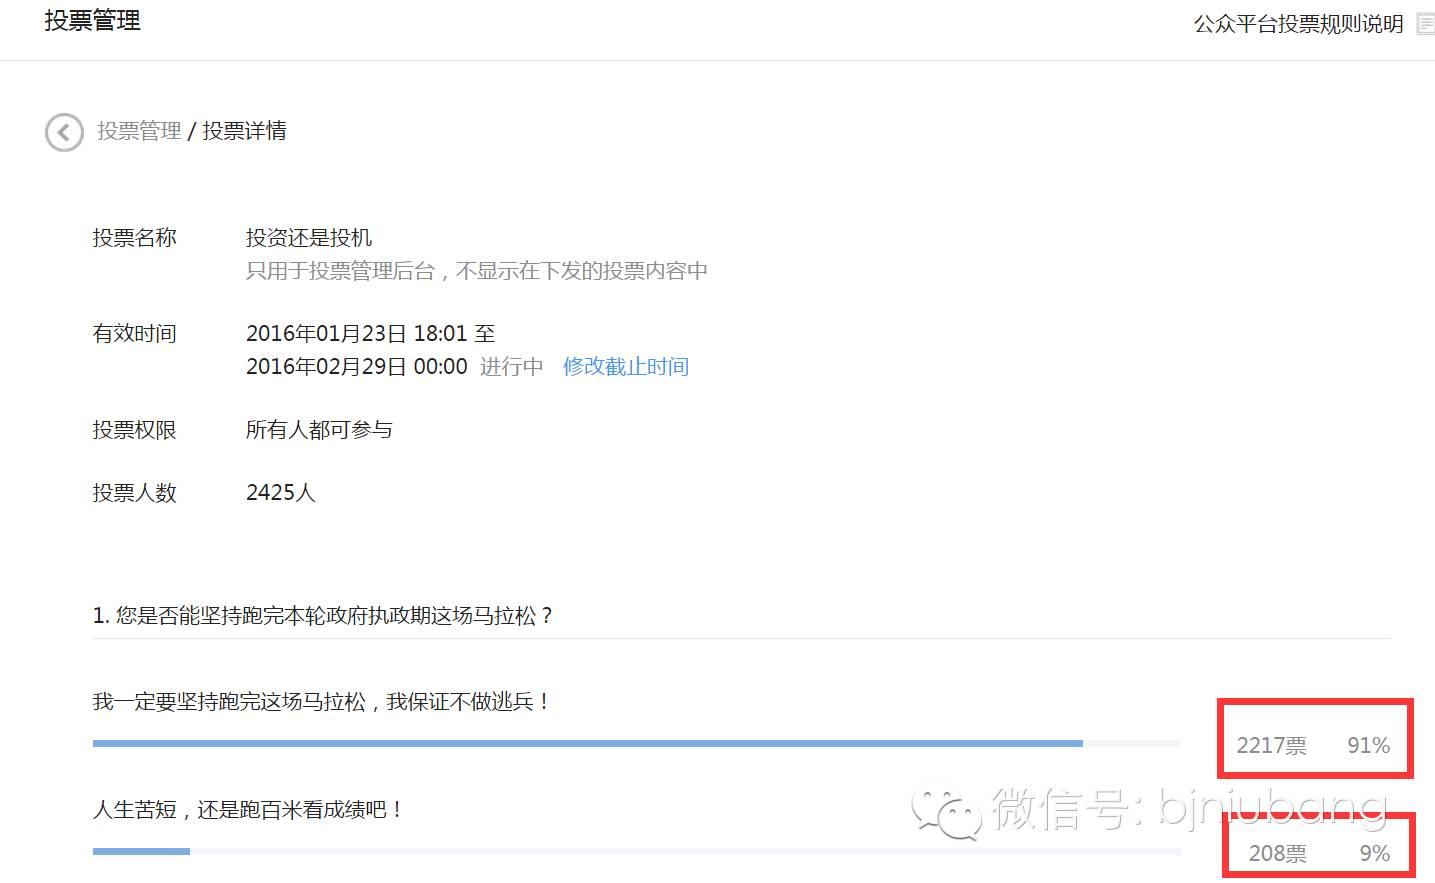 投票管理
公众平台投票规则说明
投票管理 / 投票详情
投票名称 投资还是投机
只用于投票管理后台，不显示在下发的投票内容中
有效时间 2016年01月23日 18:01 至
2016年02月29日 00:00 进行中 修改截止时间
投票权限 所有人都可参与
投票人数 2425人
1. 您是否能坚持跑完本轮政府执政期这场马拉松？
我一定要坚持跑完这场马拉松，我保证不做逃兵！
2217票 91%
人生苦短，还是跑百米看成绩吧！
微信号: bjniubang
208票 9%